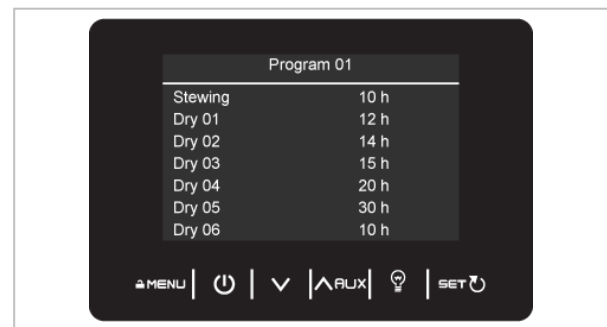 Program 01
Stewing 10 h
Dry 01 12 h
Dry 02 14 h
Dry 03 15 h
Dry 04 20 h
Dry 05 30 h
Dry 06 10 h
MENU AUX SET